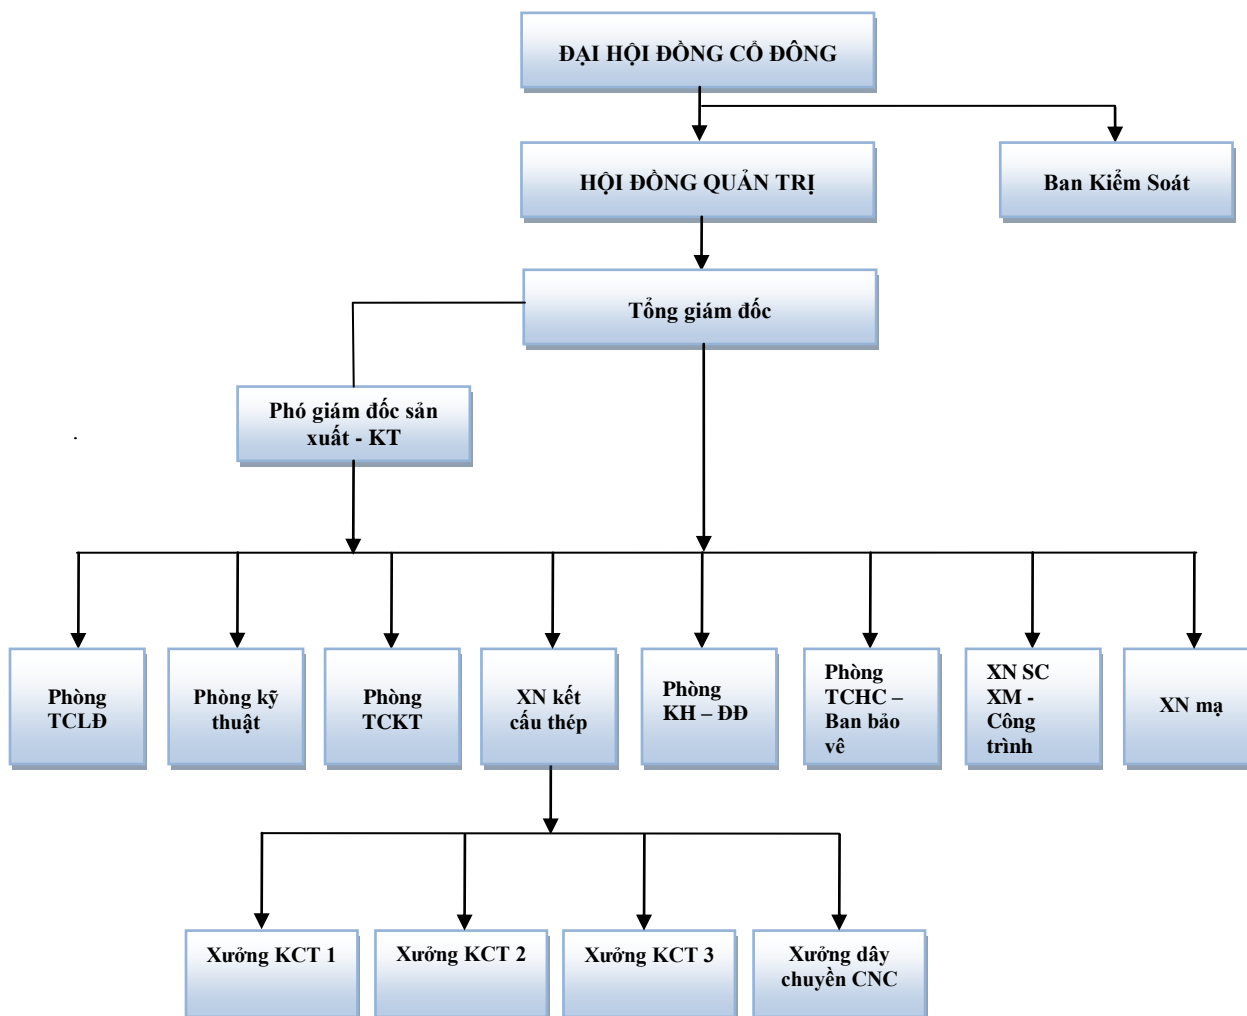 ĐẠI HỘI ĐỒNG CỔ ĐÔNG
HỘI ĐỒNG QUẢN TRỊ
Ban Kiểm Soát
Tổng giám đốc
Phó giám đốc sản
xuất - KT
Phòng
TCLĐ
Phòng kỹ
thuật
Phòng
TCKT
XN kết
cấu thép
Phòng
KH – ĐĐ
Phòng
TCHC –
Ban bảo
vê
XN SC
XM -
Công
trình
XN mạ
Xưởng KCT 1
Xưởng KCT 2
Xưởng KCT 3
Xưởng dây
chuyền CNC